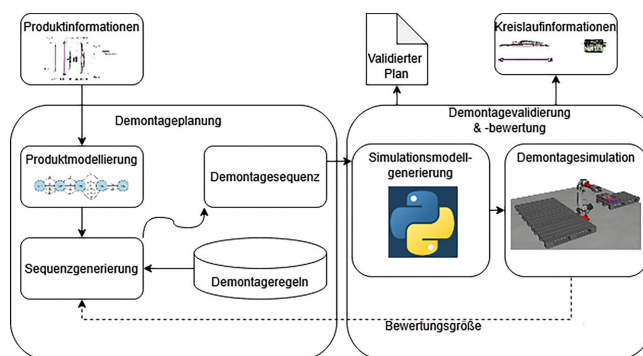 Produktinformationen
Validierter
Plan
Kreislaufinformationen
Demontageplanung
Demontagevalidierung
& -bewertung
Produktmodellierung
Demontagesequenz
Simulationsmodell-
generierung
Demontagesimulation
Sequenzgenerierung
Demontageregeln
Bewertungsgröße